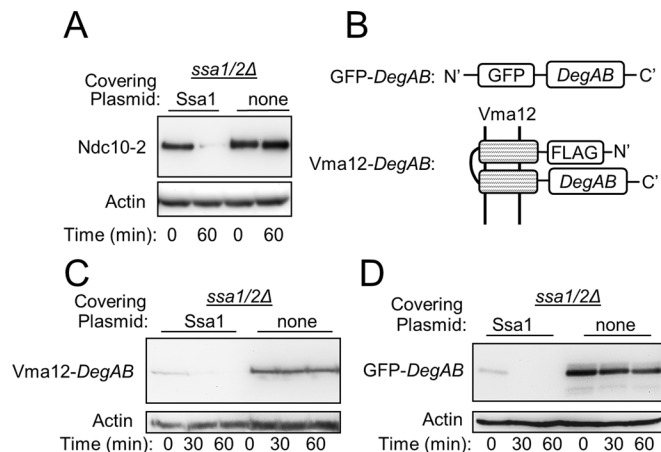 A
ssa1/2Δ
Covering
Plasmid:
Ssa1 none
Ndc10-2
Actin
Time (min): 0 60 0 60
B
GFP-DegAB: N' GFP DegAB C'
Vma12
Vma12-DegAB:
FLAG N'
DegAB C'
C
ssa1/2Δ
Covering
Plasmid:
Ssa1 none
Vma12-DegAB
Actin
Time (min): 0 30 60 0 30 60
D
ssa1/2Δ
Covering
Plasmid:
Ssa1 none
GFP-DegAB
Actin
Time (min): 0 30 60 0 30 60